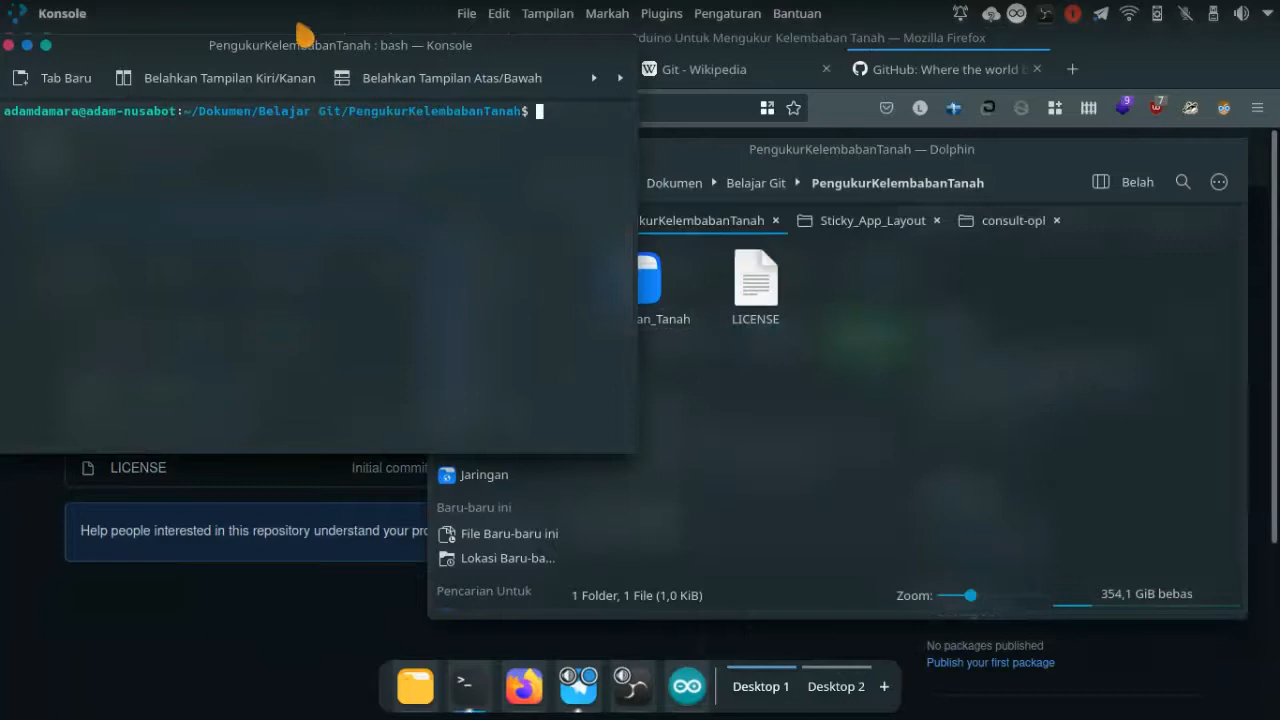 Konsole File Edit Tampilan Markah Plugins Pengaturan Bantuan
PengukurKelembabanTanah : bash — Konsole
Tab Baru Belahkan Tampilan Kiri/Kanan Belahkan Tampilan Atas/Bawah
adamdamara@adam-nusabot:~/Dokumen/Belajar Git/PengukurKelembabanTanah$
Untuk Mengukur Kelembaban Tanah — Mozilla Firefox
Git - Wikipedia
GitHub: Where the world
9
7
PengukurKelembabanTanah — Dolphin
Dokumen Belajar Git PengukurKelembabanTanah Belah
kurKelembabanTanah Sticky_App_Layout consult-opl
an_Tanah LICENSE
LICENSE Initial commit
Help people interested in this repository understand your pro
Jaringan
Baru-baru ini
File Baru-baru ini
Lokasi Baru-ba...
Pencarian Untuk
1 Folder, 1 File (1,0 KiB) Zoom: 354,1 GiB bebas
No packages published
Publish your first package
Desktop 1 Desktop 2